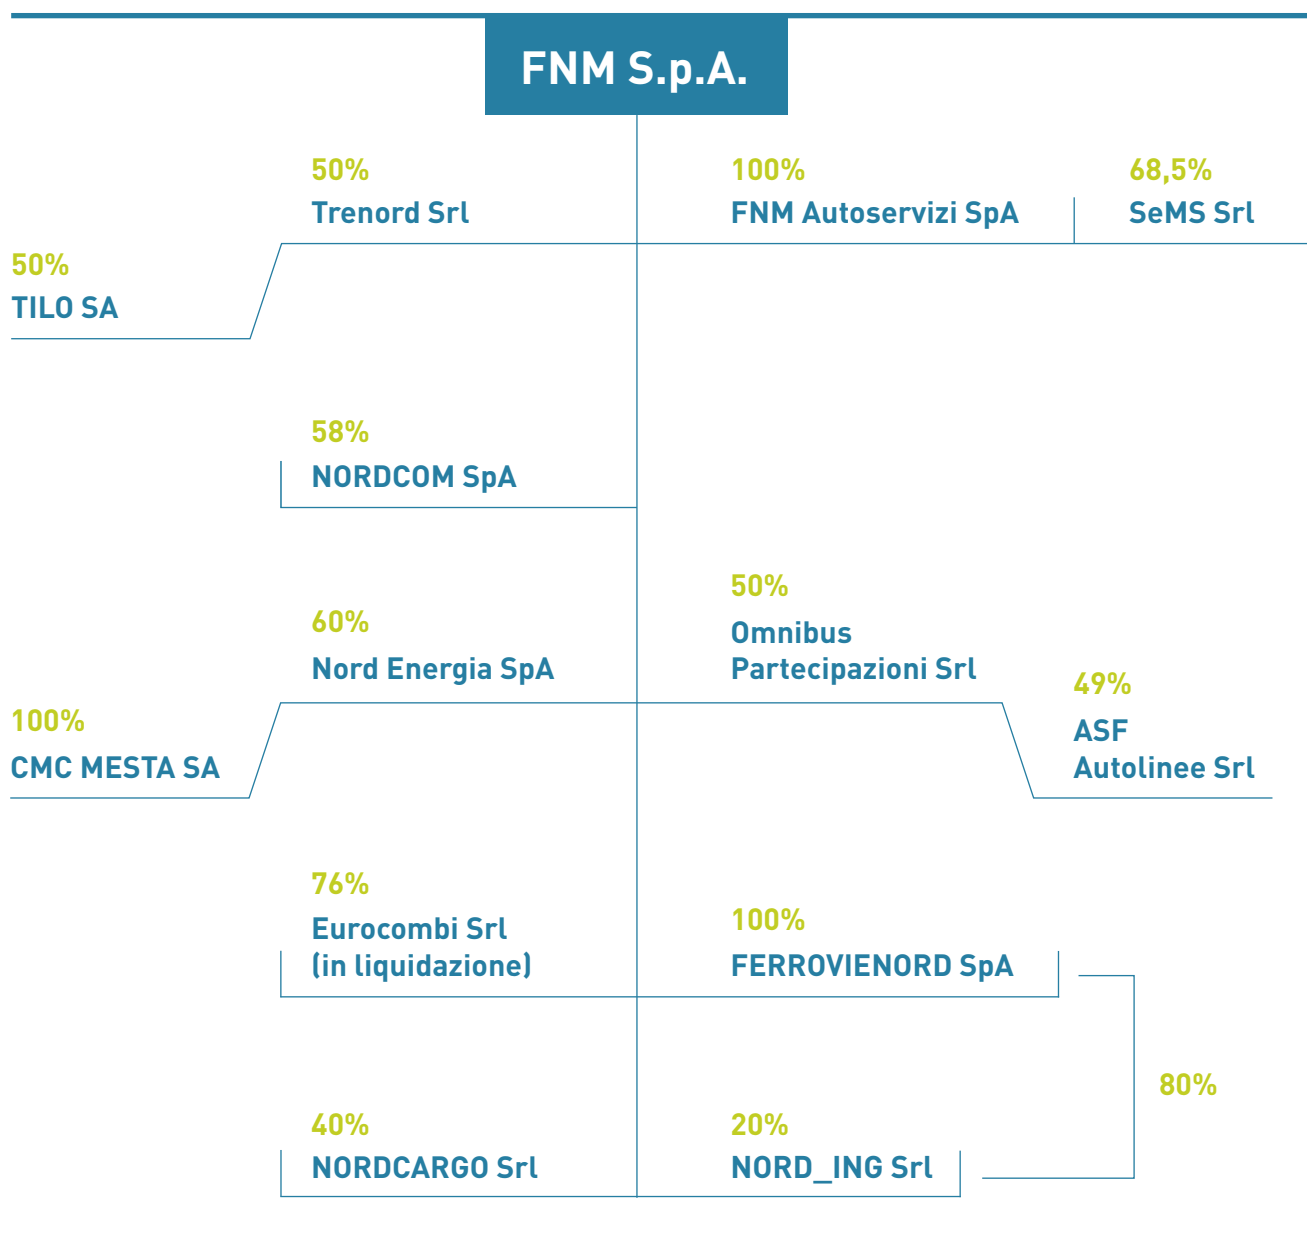 FNM S.p.A.
50%
Trenord Srl
100%
FNM Autoservizi SpA
68,5%
SeMS Srl
50%
TILO SA
58%
NORDCOM SpA
60%
Nord Energia SpA
50%
Omnibus
Partecipazioni Srl
100%
CMC MESTA SA
49%
ASF
Autolinee Srl
76%
Eurocombi Srl
(in liquidazione)
100%
FERROVIENORD SpA
80%
40%
NORDCARGO Srl
20%
NORD_ING Srl